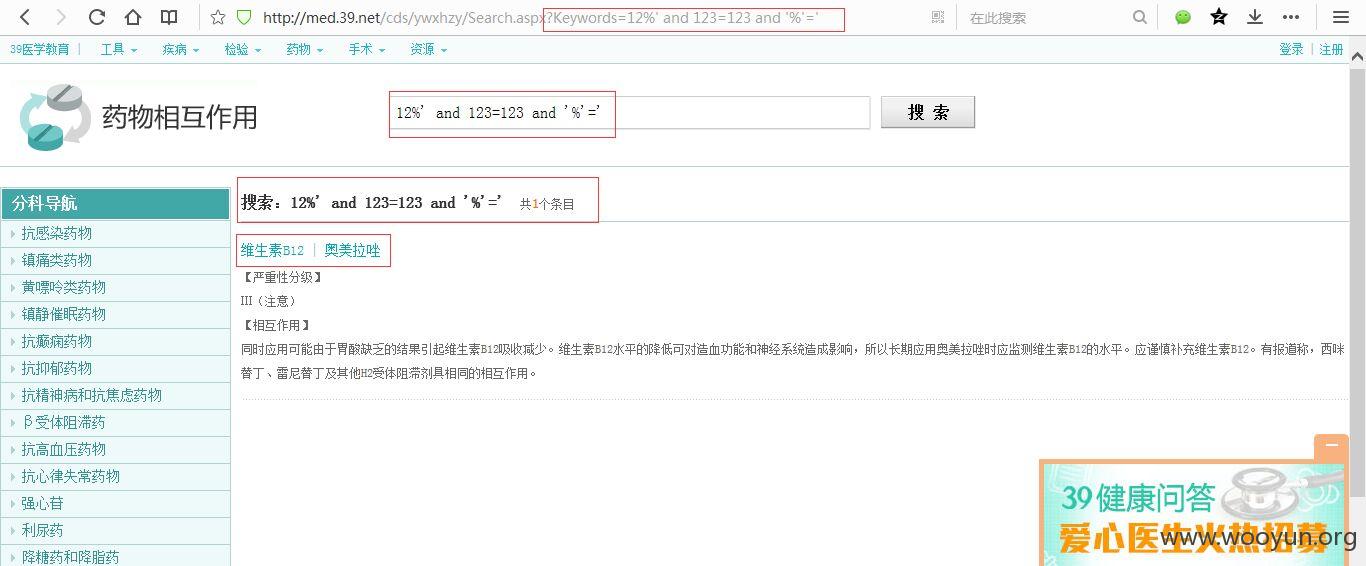 http://med.39.net/cds/ywxhzy/Search.aspx?Keywords=12%' and 123=123 and '%'='
在此搜索
39医学教育 | 工具 疾病 检验 药物 手术 资源 登录 | 注册
药物相互作用
12%' and 123=123 and '%'='
搜 索
分科导航
搜索：12%' and 123=123 and '%'=' 共1个条目
抗感染药物
镇痛类药物
黄嘌呤类药物
镇静催眠药物
抗癫痫药物
抗抑郁药物
抗精神病和抗焦虑药物
β受体阻滞药
抗高血压药物
抗心律失常药物
强心苷
利尿药
降糖药和降脂药
维生素B12 | 奥美拉唑
【严重性分级】
III（注意）
【相互作用】
同时应用可能由于胃酸缺乏的结果引起维生素B12吸收减少。维生素B12水平的降低可对造血功能和神经系统造成影响，所以长期应用奥美拉唑时应监测维生素B12的水平。应谨慎补充维生素B12。有报道称，西咪
替丁、雷尼替丁及其他H2受体阻滞剂具相同的相互作用。
39健康问答
爱心医生火热招募
www.wooyun.org